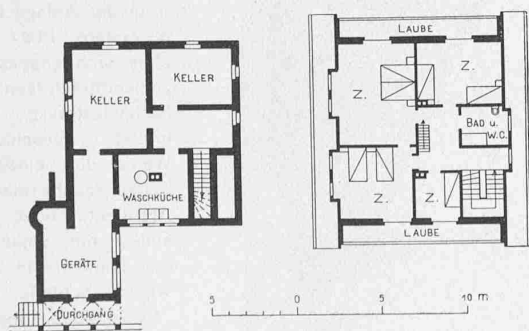 KELLER
KELLER
WASCHKÜCHE
GERÄTE
DURCHGANG
LAUBE
Z.
Z.
BAD U.
W.C.
Z.
Z.
LAUBE
5 0 5 10 m